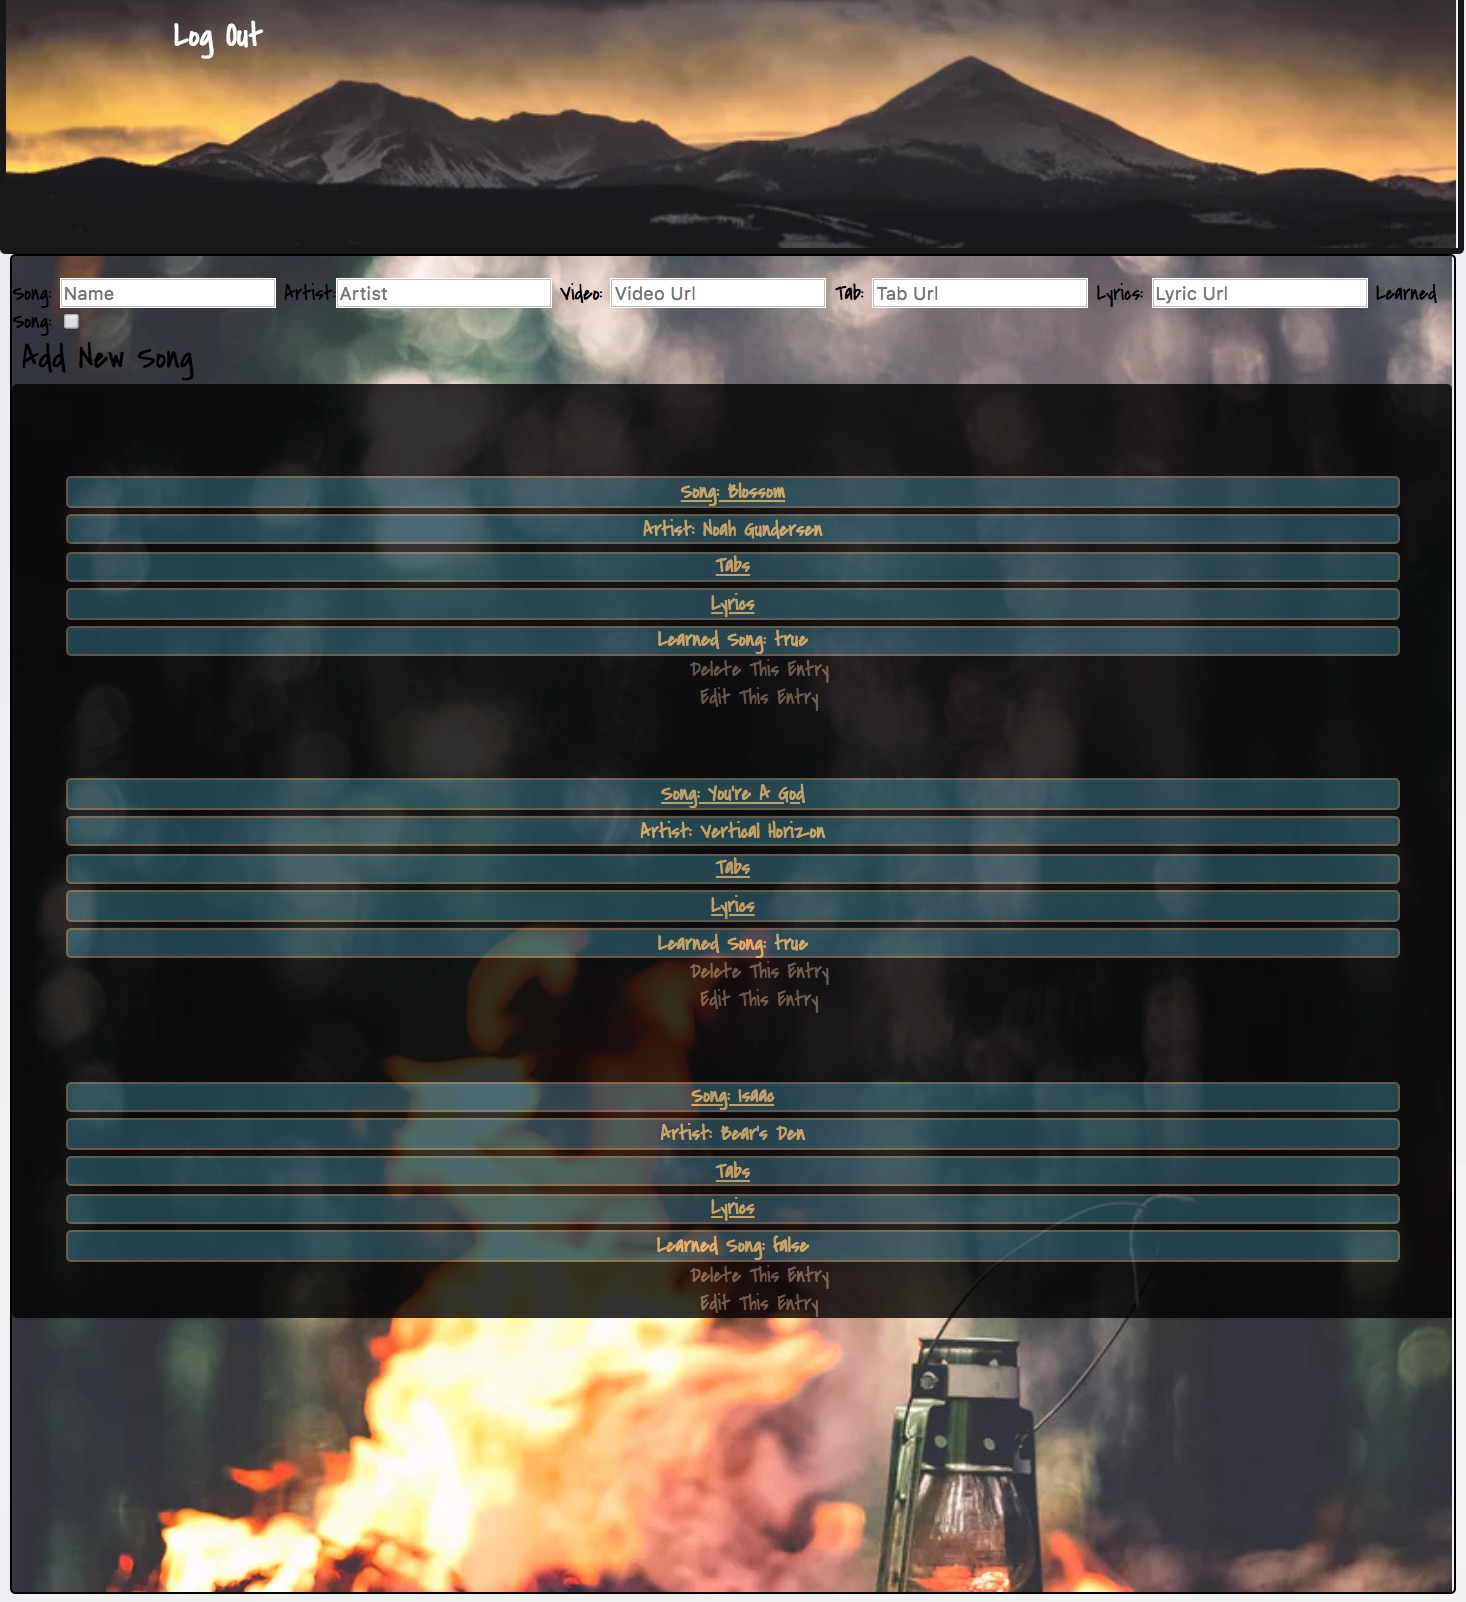 Log Out
Song: Name Artist: Artist Video: Video Url Tab: Tab Url Lyrics: Lyric Url Learned
Song:
Add New Song
Song: Blossom
Artist: Noah Gundersen
Tabs
Lyrics
Learned Song: true
Delete This Entry
Edit This Entry
Song: You're A God
Artist: Vertical Horizon
Tabs
Lyrics
Learned Song: true
Delete This Entry
Edit This Entry
Song: Isaac
Artist: Bear's Den
Tabs
Lyrics
Learned Song: false
Delete This Entry
Edit This Entry